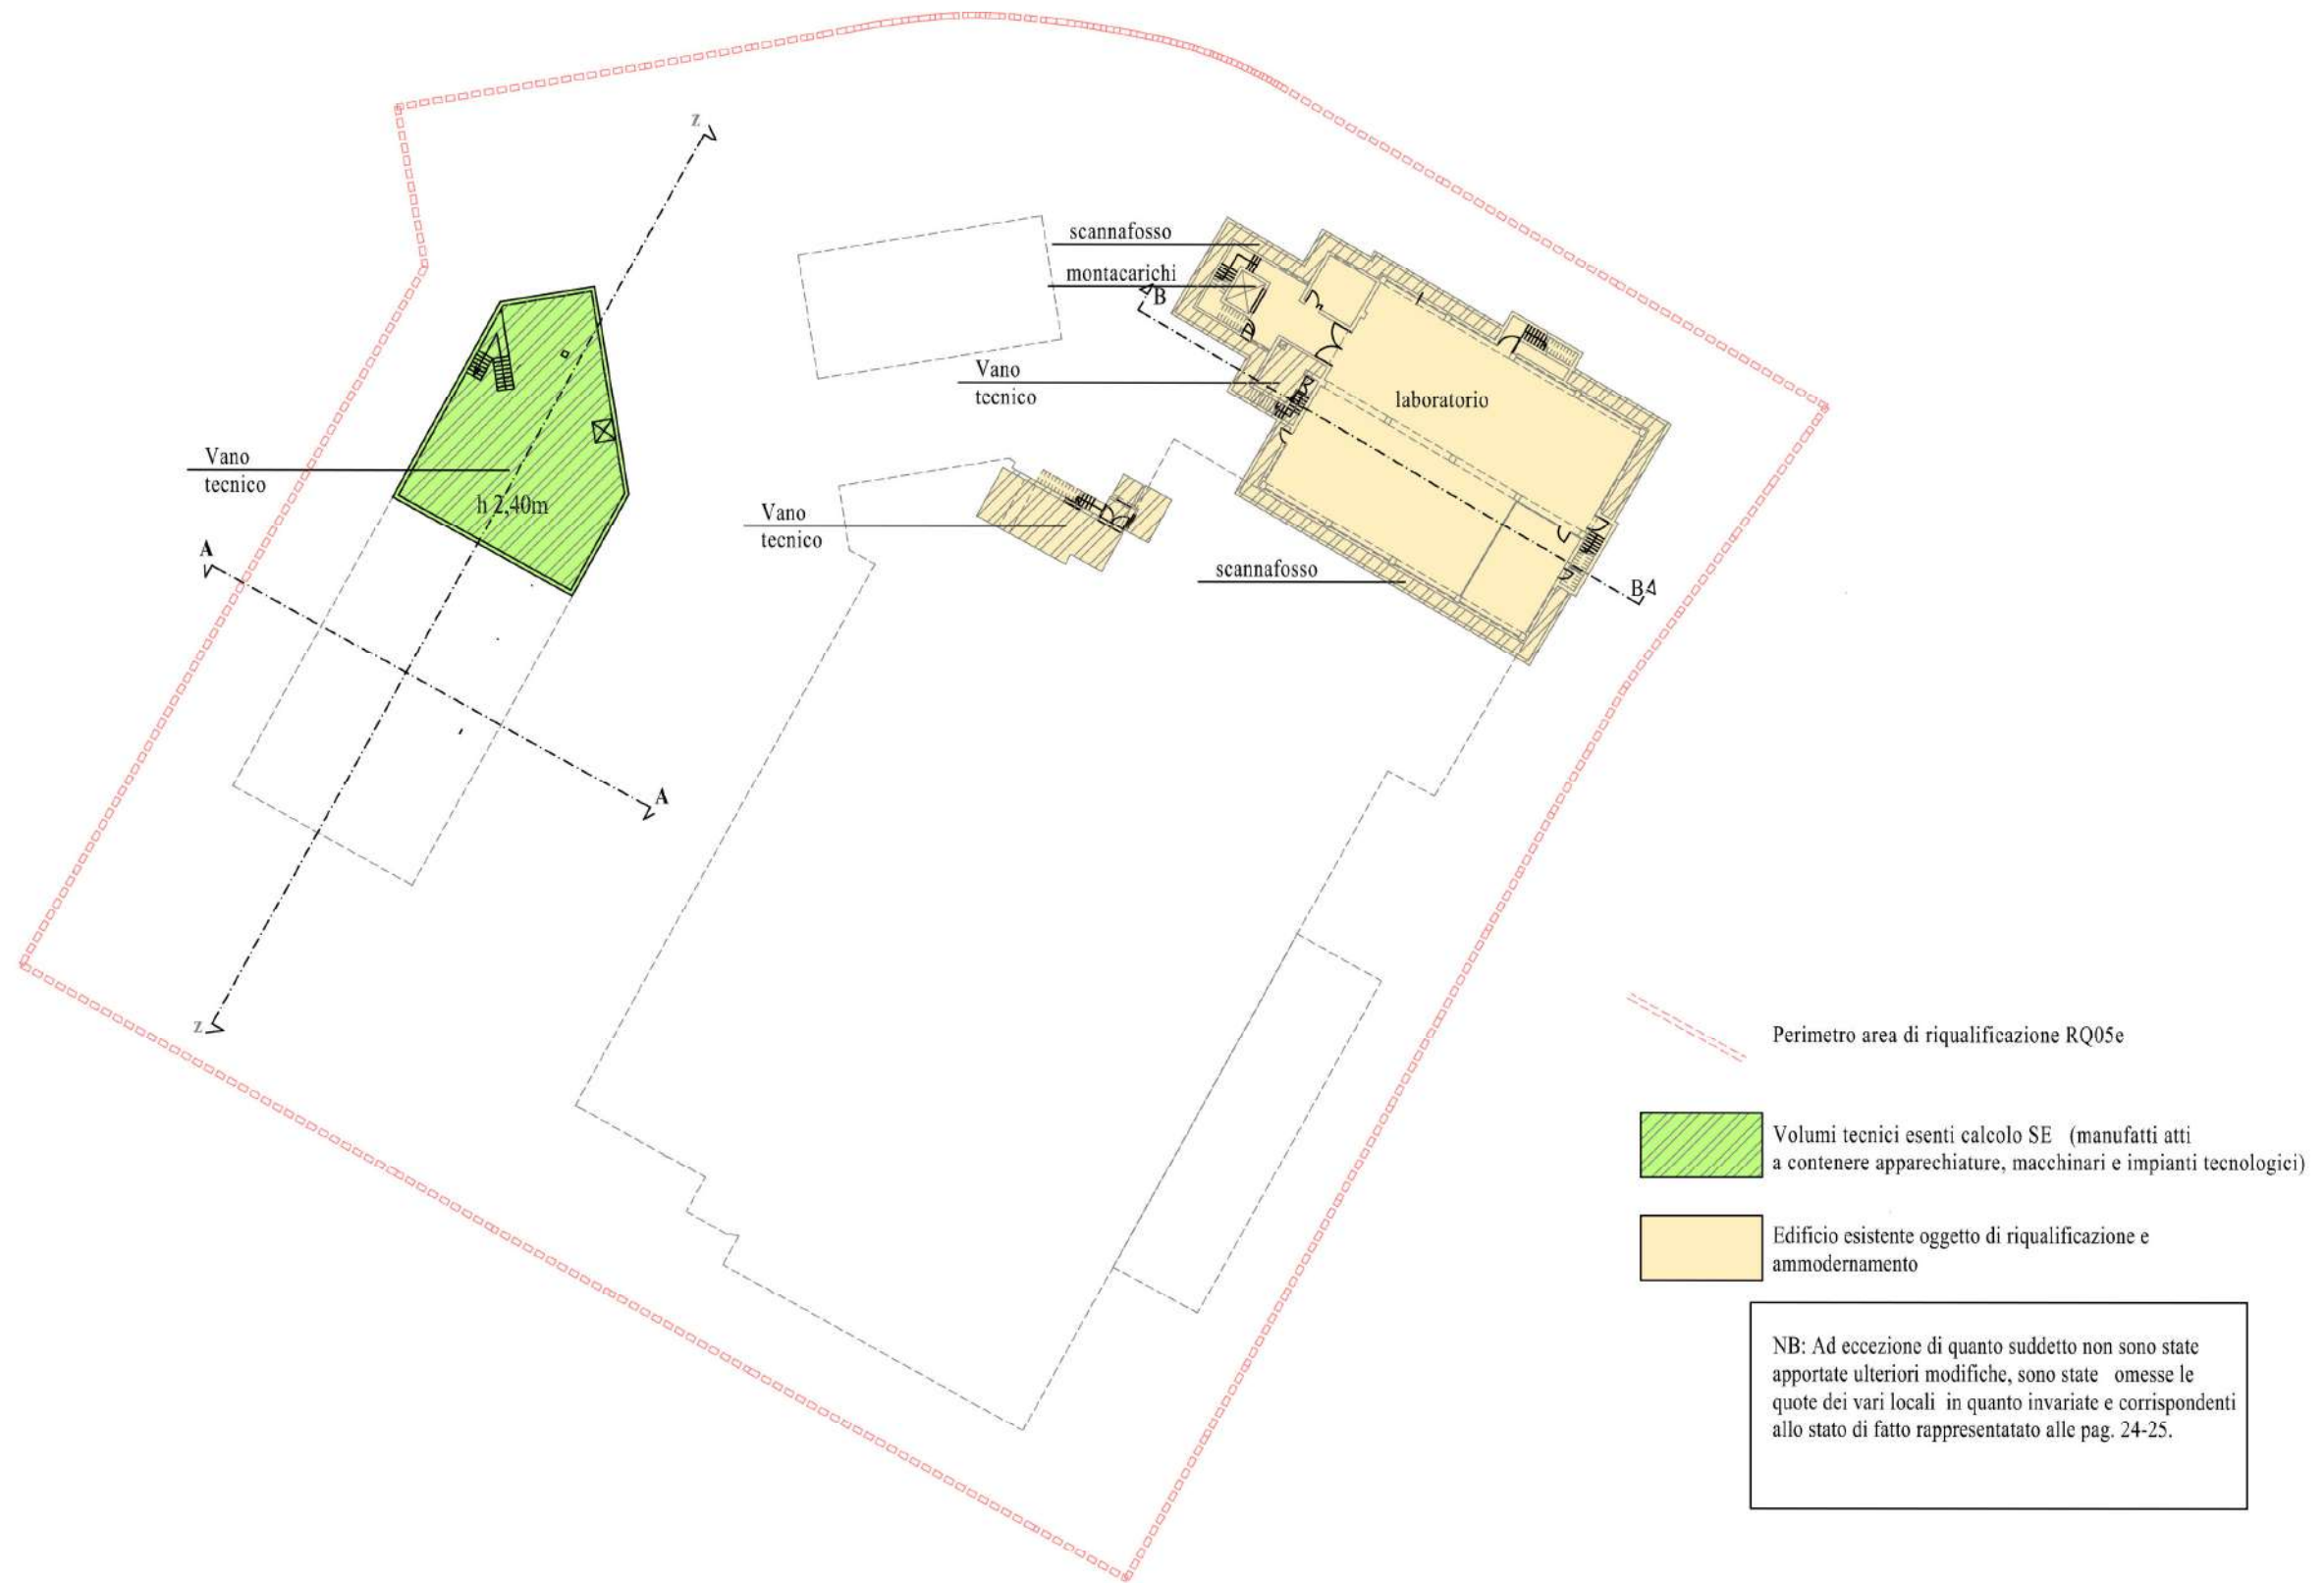 z
scannafosso
montacarichi
B
Vano
tecnico
laboratorio
Vano
tecnico
h 2,40m
Vano
tecnico
A
scannafosso
B
A
z
Perimetro area di riqualificazione RQ05e
Volumi tecnici esenti calcolo SE (manufatti atti
a contenere apparechiature, macchinari e impianti tecnologici)
Edificio esistente oggetto di riqualificazione e
ammodernamento
NB: Ad eccezione di quanto suddetto non sono state
apportate ulteriori modifiche, sono state omesse le
quote dei vari locali in quanto invariate e corrispondenti
allo stato di fatto rappresentatato alle pag. 24-25.